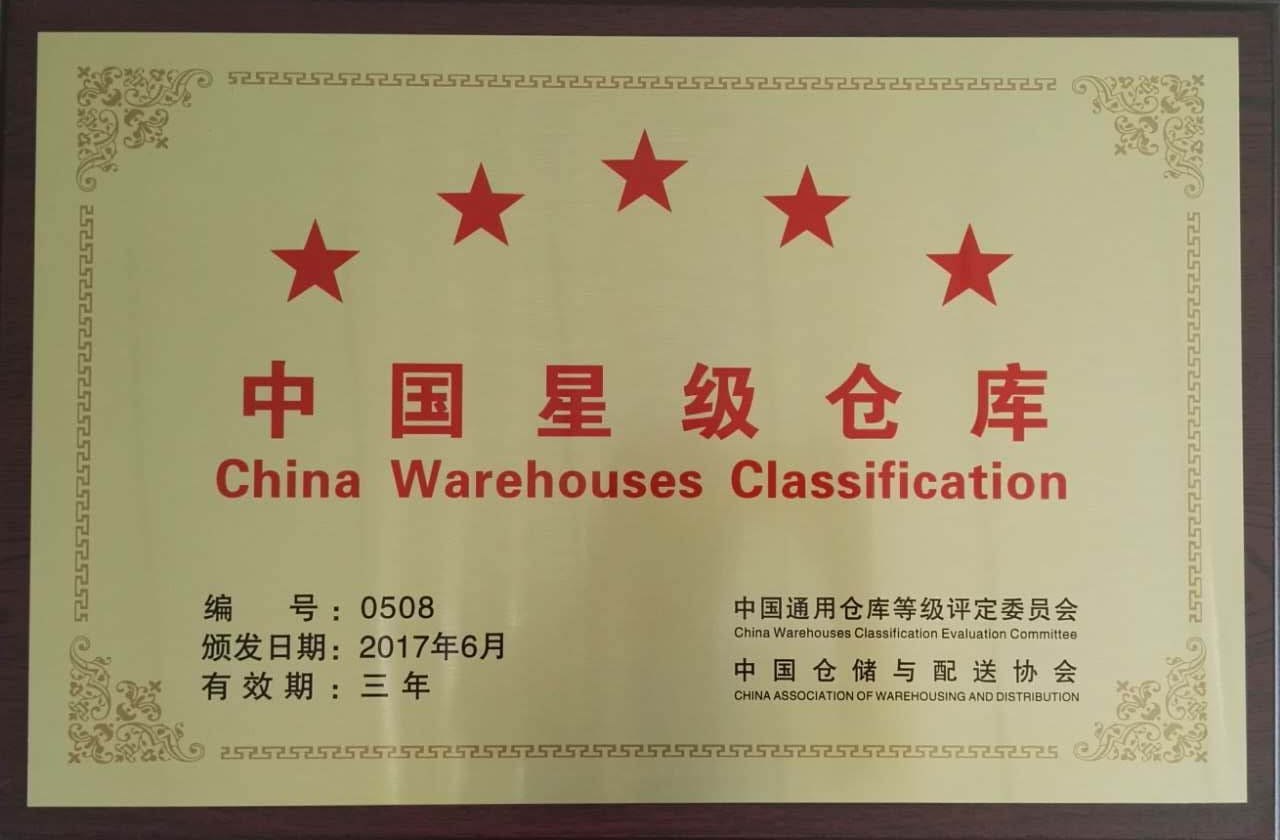 中国星级仓库
China Warehouses Classification
编 号：0508
颁发日期：2017年6月
有效期：三年
中国通用仓库等级评定委员会
China Warehouses Classification Evaluation Committee
中国仓储与配送协会
CHINA ASSOCIATION OF WAREHOUSING AND DISTRIBUTION